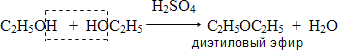 H₂SO₄
C₂H₅OH + HOC₂H₅ ⟶ C₂H₅OC₂H₅ + H₂O
диэтиловый эфир